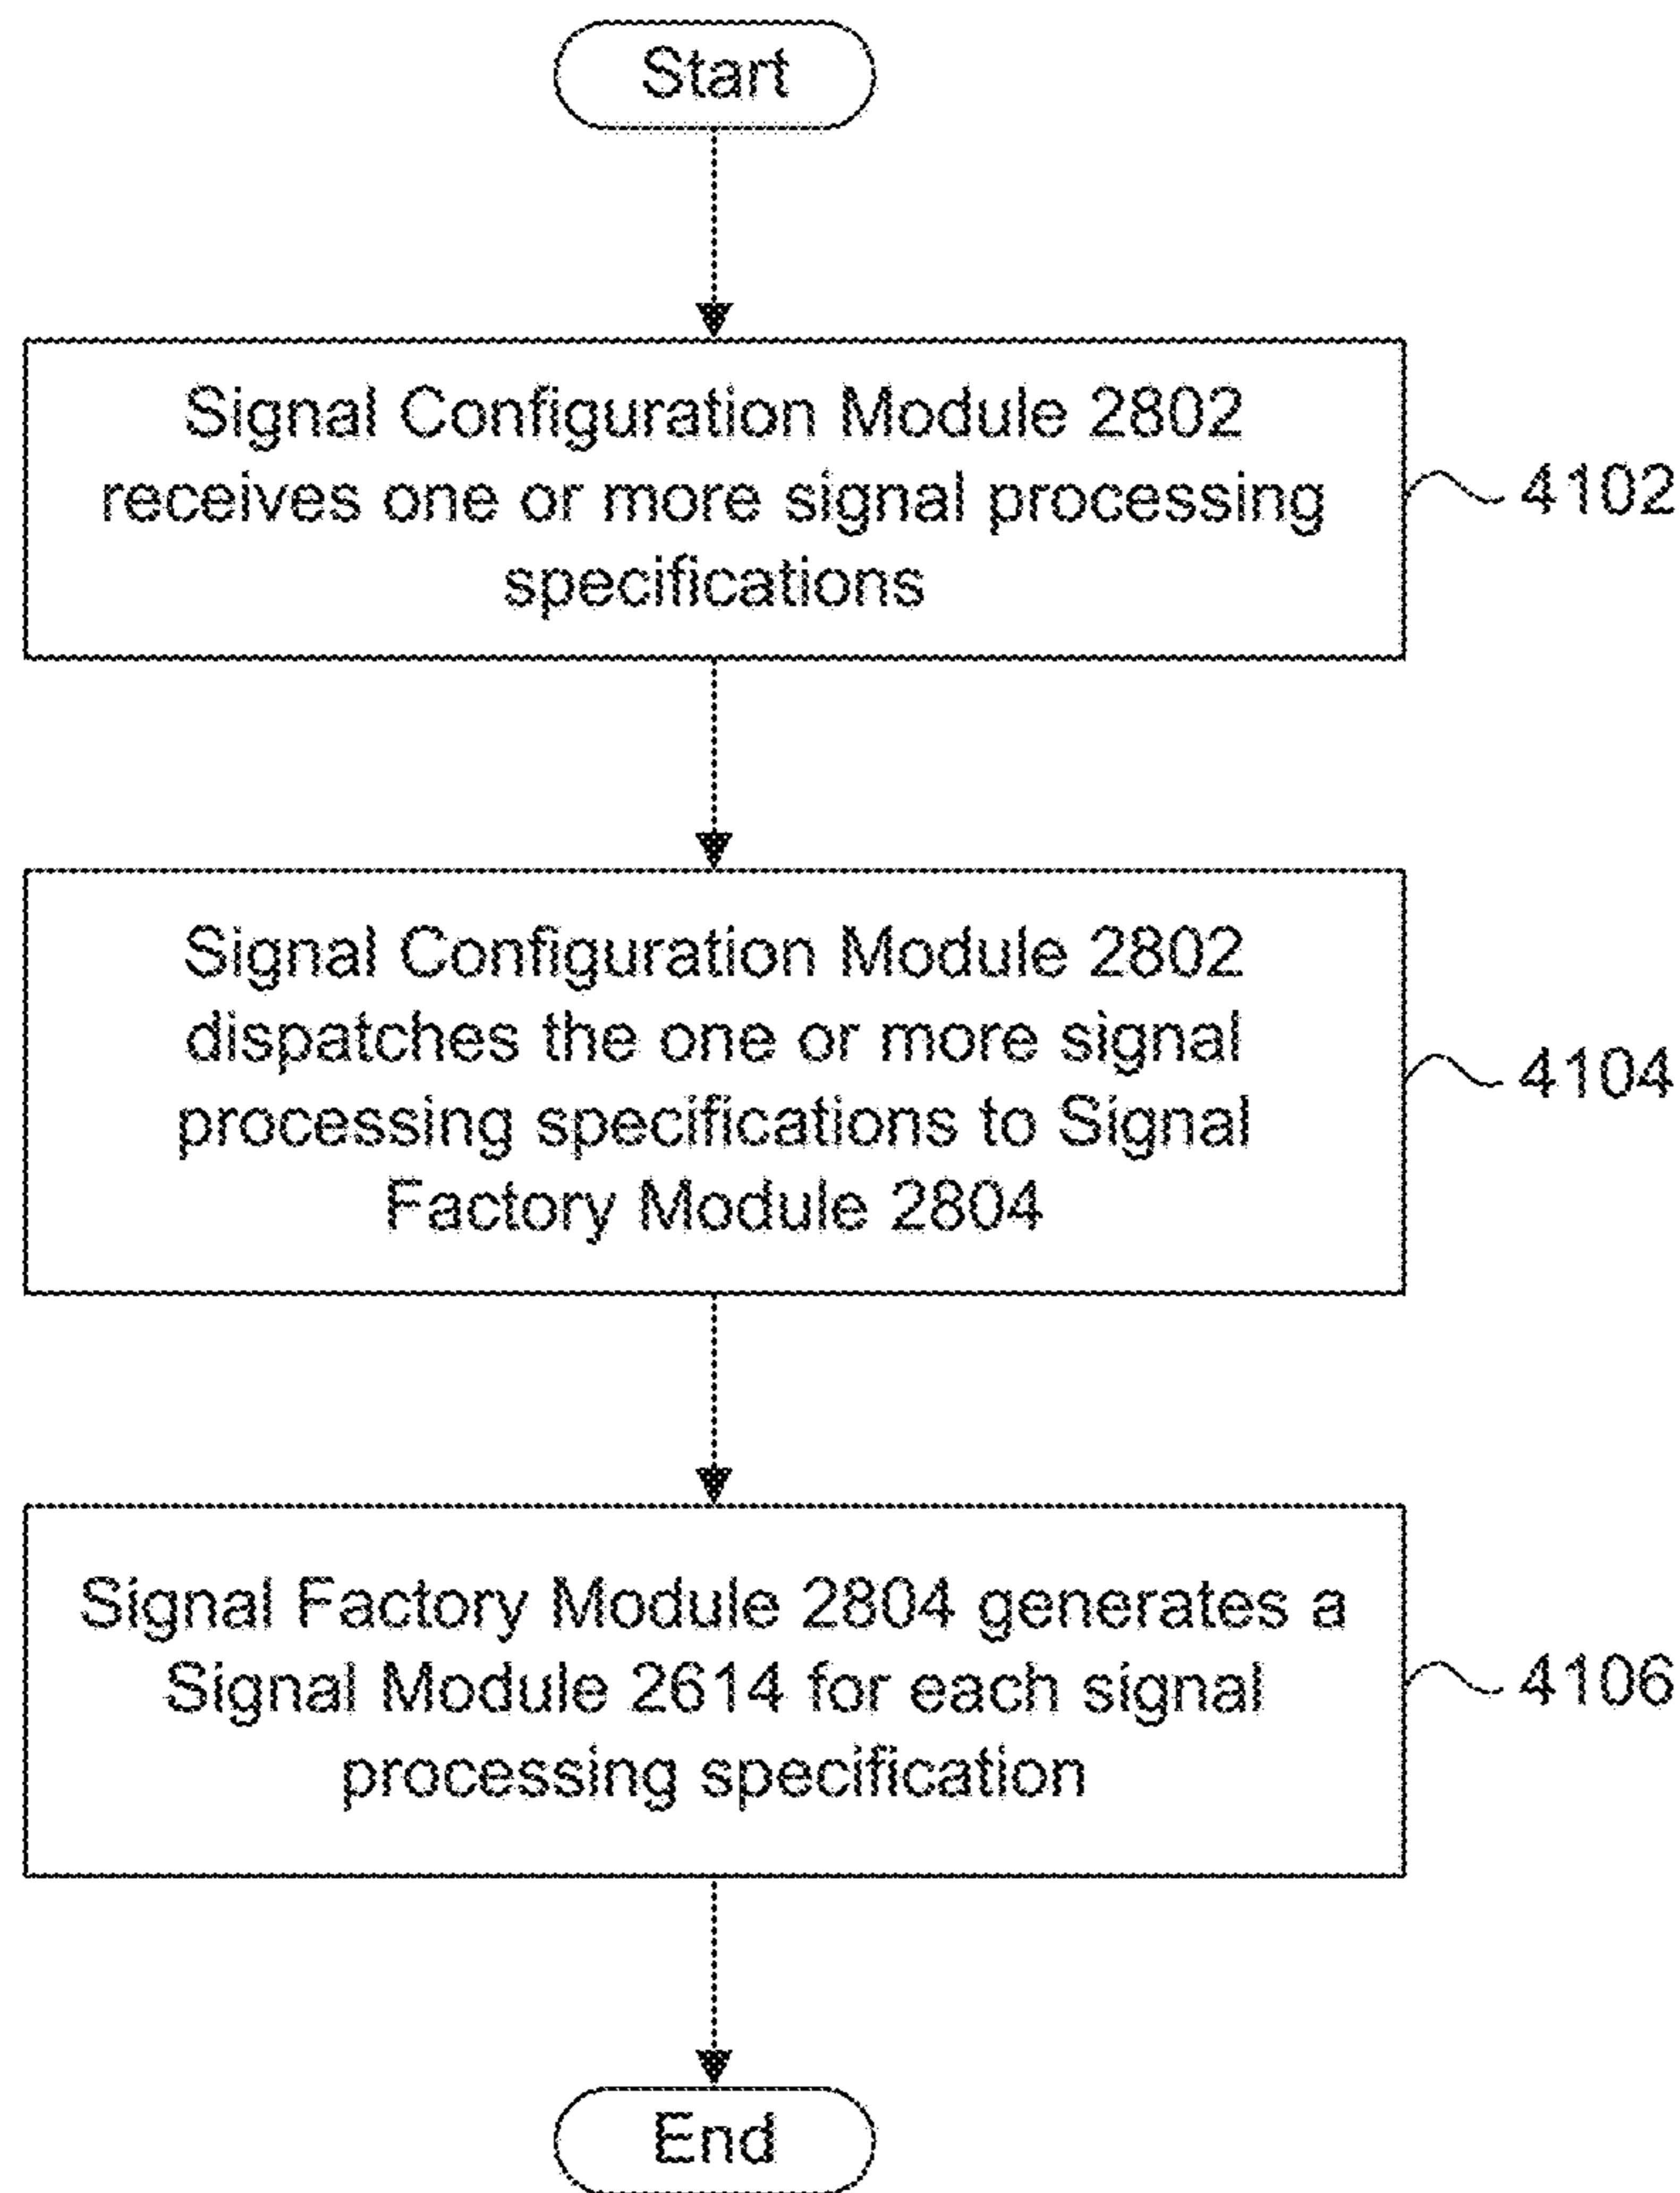 Start
Signal Configuration Module 2802
receives one or more signal processing
specifications
4102
Signal Configuration Module 2802
dispatches the one or more signal
processing specifications to Signal
Factory Module 2804
4104
Signal Factory Module 2804 generates a
Signal Module 2614 for each signal
processing specification
4106
End